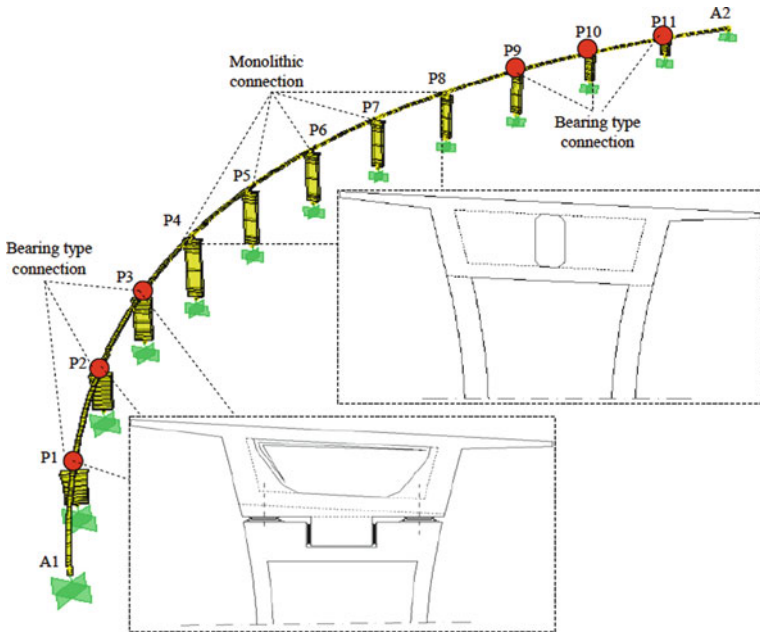 A2
P11
P10
P9
Monolithic
connection
P8
P7
P6
Bearing type
connection
P5
P4
Bearing type
connection
P3
P2
P1
A1